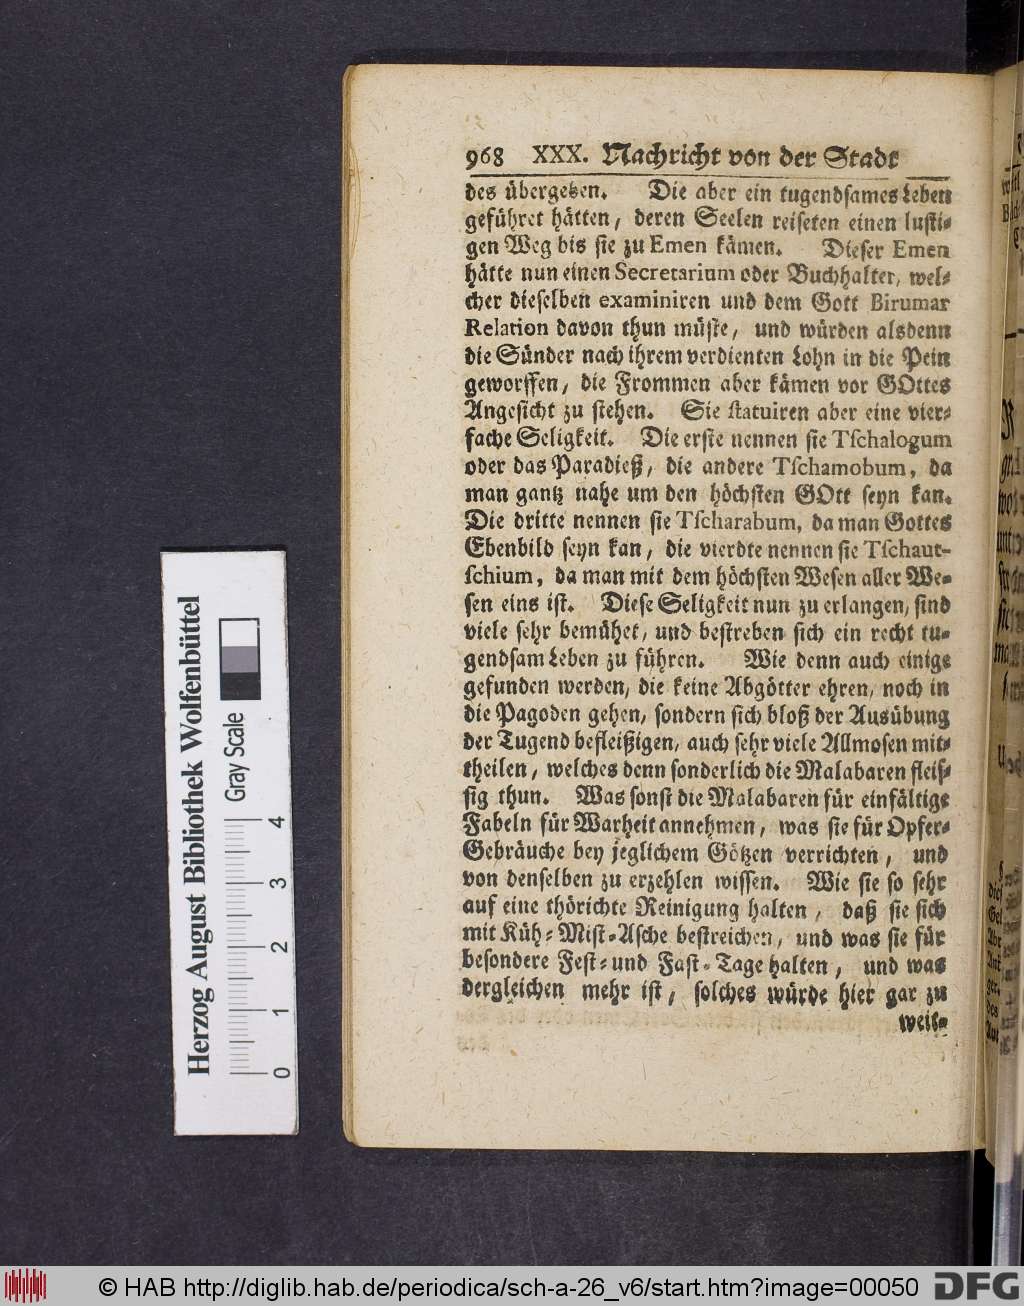 968 XXX. Nachricht von der Stadt
des übergeben. Die aber ein tugendsames Leben
geführet hätten, deren Seelen reiseten einen lusti-
gen Weg bis sie zu Emen kämen. Dieser Emen
hätte nun einen Secretarium oder Buchhalter, wel-
cher dieselben examiniren und dem Gott Birumar
Relation davon thun müste, und würden alsdenn
die Sünder nach ihrem verdienten Lohn in die Pein
geworffen, die Frommen aber kämen vor GOttes
Angesicht zu stehen. Sie statuiren aber eine vier-
fache Seligkeit. Die erste nennen sie Tſchalogum
oder das Paradieß, die andere Tſchamobum, da
man gantz nahe um den höchsten GOtt seyn kan.
Die dritte nennen sie Tſcharabum, da man Gottes
Ebenbild seyn kan, die vierdte nennen sie Tſchaut-
ſchium, da man mit dem höchsten Wesen aller We-
sen eins ist. Diese Seligkeit nun zu erlangen, sind
viele sehr bemühet, und bestreben sich ein recht tu-
gendsam Leben zu führen. Wie denn auch einige
gefunden werden, die keine Abgötter ehren, noch in
die Pagoden gehen, sondern sich bloß der Ausübung
der Tugend befleißigen, auch sehr viele Allmosen mit-
theilen, welches denn sonderlich die Malabaren fleis-
sig thun. Was sonst die Malabaren für einfältige
Fabeln für Warheit annehmen, was sie für Opfer-
Gebräuche bey jeglichem Götzen verrichten, und
von denselben zu erzehlen wissen. Wie sie so sehr
auf eine thörichte Reinigung halten, daß sie sich
mit Küh-Mist-Asche bestreichen, und was sie für
besondere Fest- und Fast-Tage halten, und was
dergleichen mehr ist, solches würde hier gar zu
weit-
Herzog August Bibliothek Wolfenbüttel
Gray Scale
0 1 2 3 4
© HAB http://diglib.hab.de/periodica/sch-a-26_v6/start.htm?image=00050 DFG